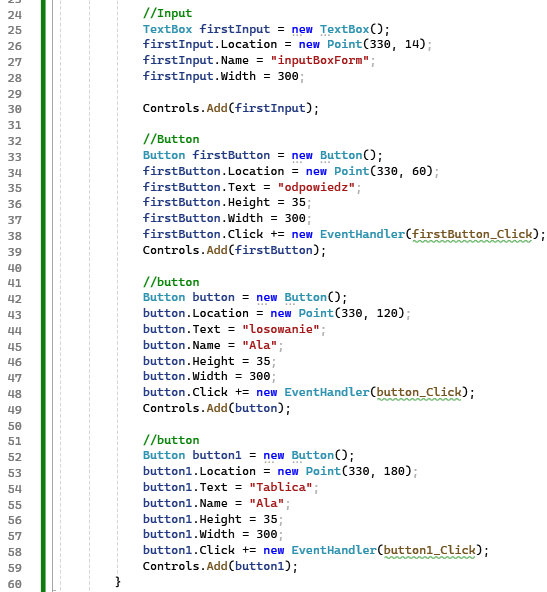 23
24 //Input
25 TextBox firstInput = new TextBox();
26 firstInput.Location = new Point(330, 14);
27 firstInput.Name = "inputBoxForm";
28 firstInput.Width = 300;
29
30 Controls.Add(firstInput);
31
32 //Button
33 Button firstButton = new Button();
34 firstButton.Location = new Point(330, 60);
35 firstButton.Text = "odpowiedz";
36 firstButton.Height = 35;
37 firstButton.Width = 300;
38 firstButton.Click += new EventHandler(firstButton_Click);
39 Controls.Add(firstButton);
40
41 //button
42 Button button = new Button();
43 button.Location = new Point(330, 120);
44 button.Text = "losowanie";
45 button.Name = "Ala";
46 button.Height = 35;
47 button.Width = 300;
48 button.Click += new EventHandler(button_Click);
49 Controls.Add(button);
50
51 //button
52 Button button1 = new Button();
53 button1.Location = new Point(330, 180);
54 button1.Text = "Tablica";
55 button1.Name = "Ala";
56 button1.Height = 35;
57 button1.Width = 300;
58 button1.Click += new EventHandler(button1_Click);
59 Controls.Add(button1);
60 }